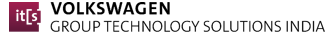 it[s]
VOLKSWAGEN
GROUP TECHNOLOGY SOLUTIONS INDIA